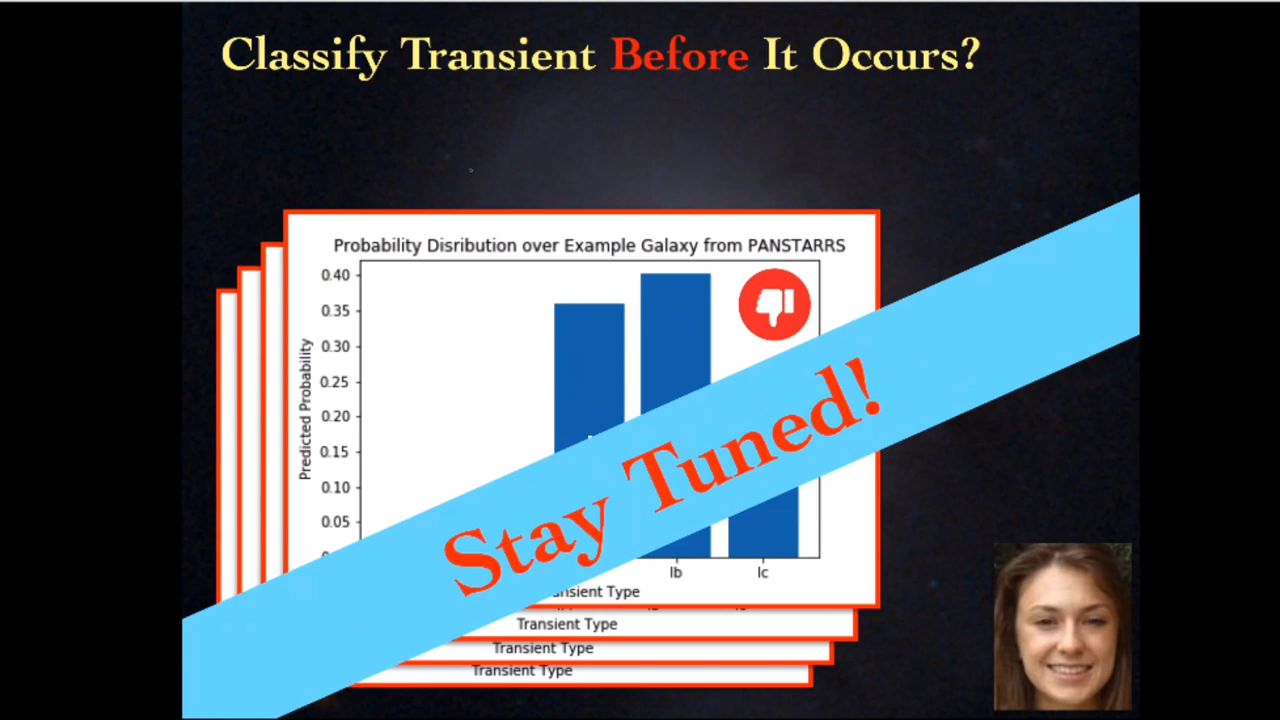 Classify Transient Before It Occurs?
Probability Disribution over Example Galaxy from PANSTARRS
0.40
0.35
0.30
0.25
0.20
0.15
0.10
0.05
Predicted Probability
Stay Tuned!
Ib
Ic
Type
Transient Type
Transient Type
Transient Type